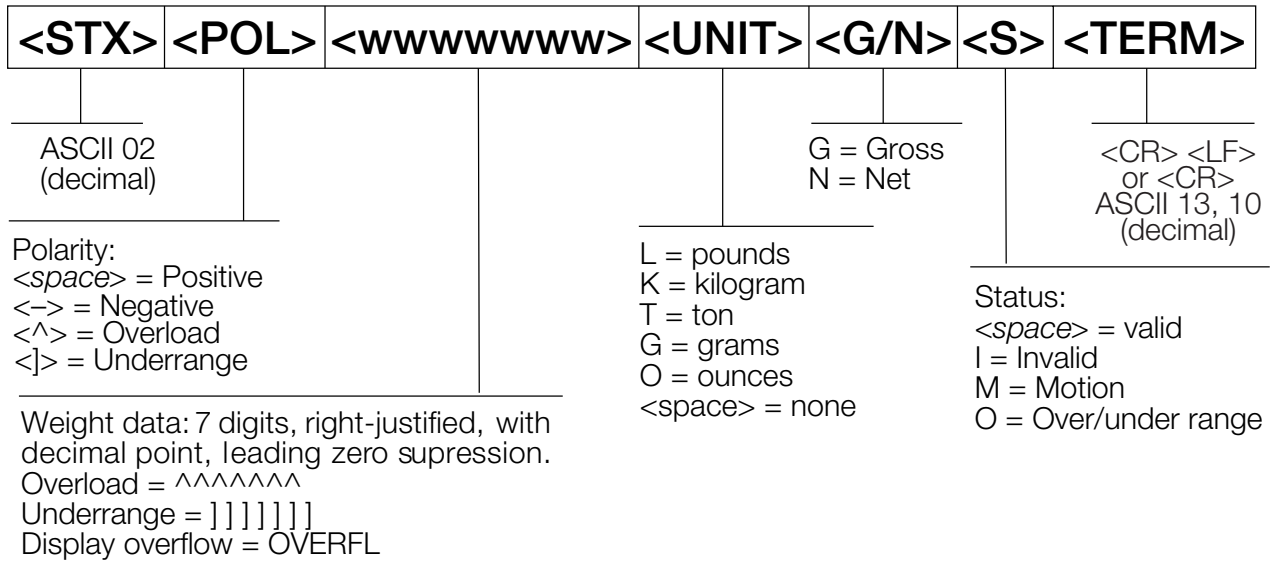 <STX> <POL> <wwwwwww> <UNIT> <G/N> <S> <TERM>
ASCII 02
(decimal)
Polarity:
<space> = Positive
<–> = Negative
<^> = Overload
<]> = Underrange
Weight data: 7 digits, right-justified, with
decimal point, leading zero supression.
Overload = ^^^^^^^
Underrange = ] ] ] ] ] ] ]
Display overflow = OVERFL
L = pounds
K = kilogram
T = ton
G = grams
O = ounces
<space> = none
G = Gross
N = Net
Status:
<space> = valid
I = Invalid
M = Motion
O = Over/under range
<CR> <LF>
or <CR>
ASCII 13, 10
(decimal)